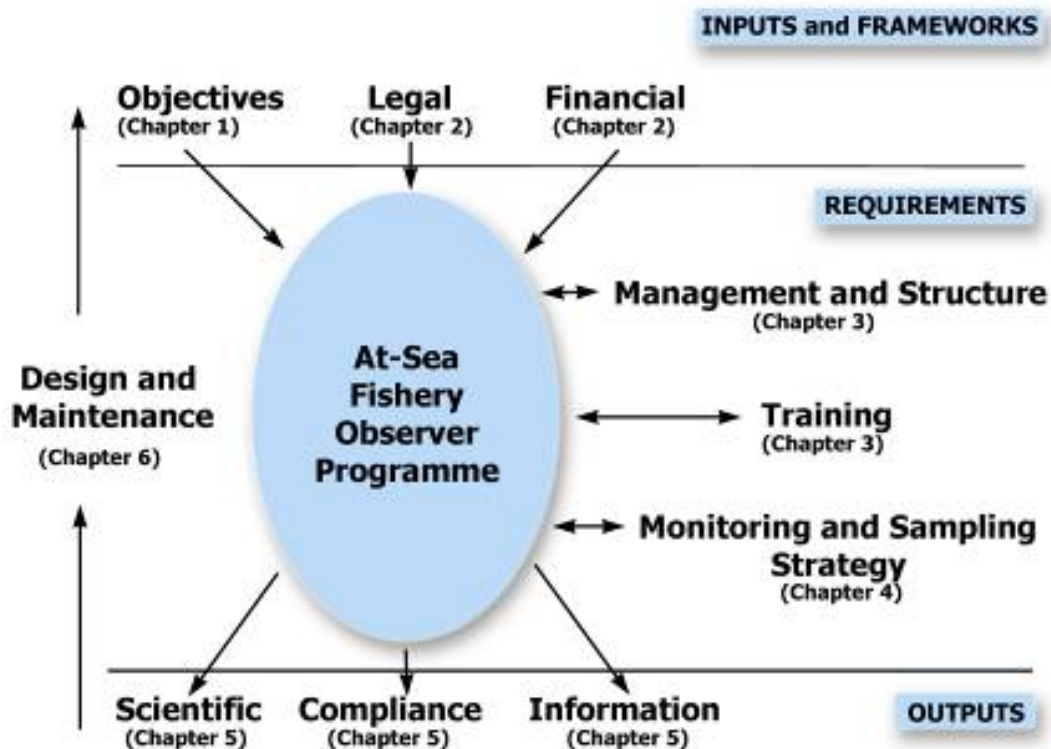 INPUTS and FRAMEWORKS
Objectives
(Chapter 1)
Legal
(Chapter 2)
Financial
(Chapter 2)
REQUIREMENTS
Management and Structure
(Chapter 3)
At-Sea
Fishery
Observer
Programme
Design and
Maintenance
(Chapter 6)
Training
(Chapter 3)
Monitoring and Sampling
Strategy
(Chapter 4)
Scientific
(Chapter 5)
Compliance
(Chapter 5)
Information
(Chapter 5)
OUTPUTS